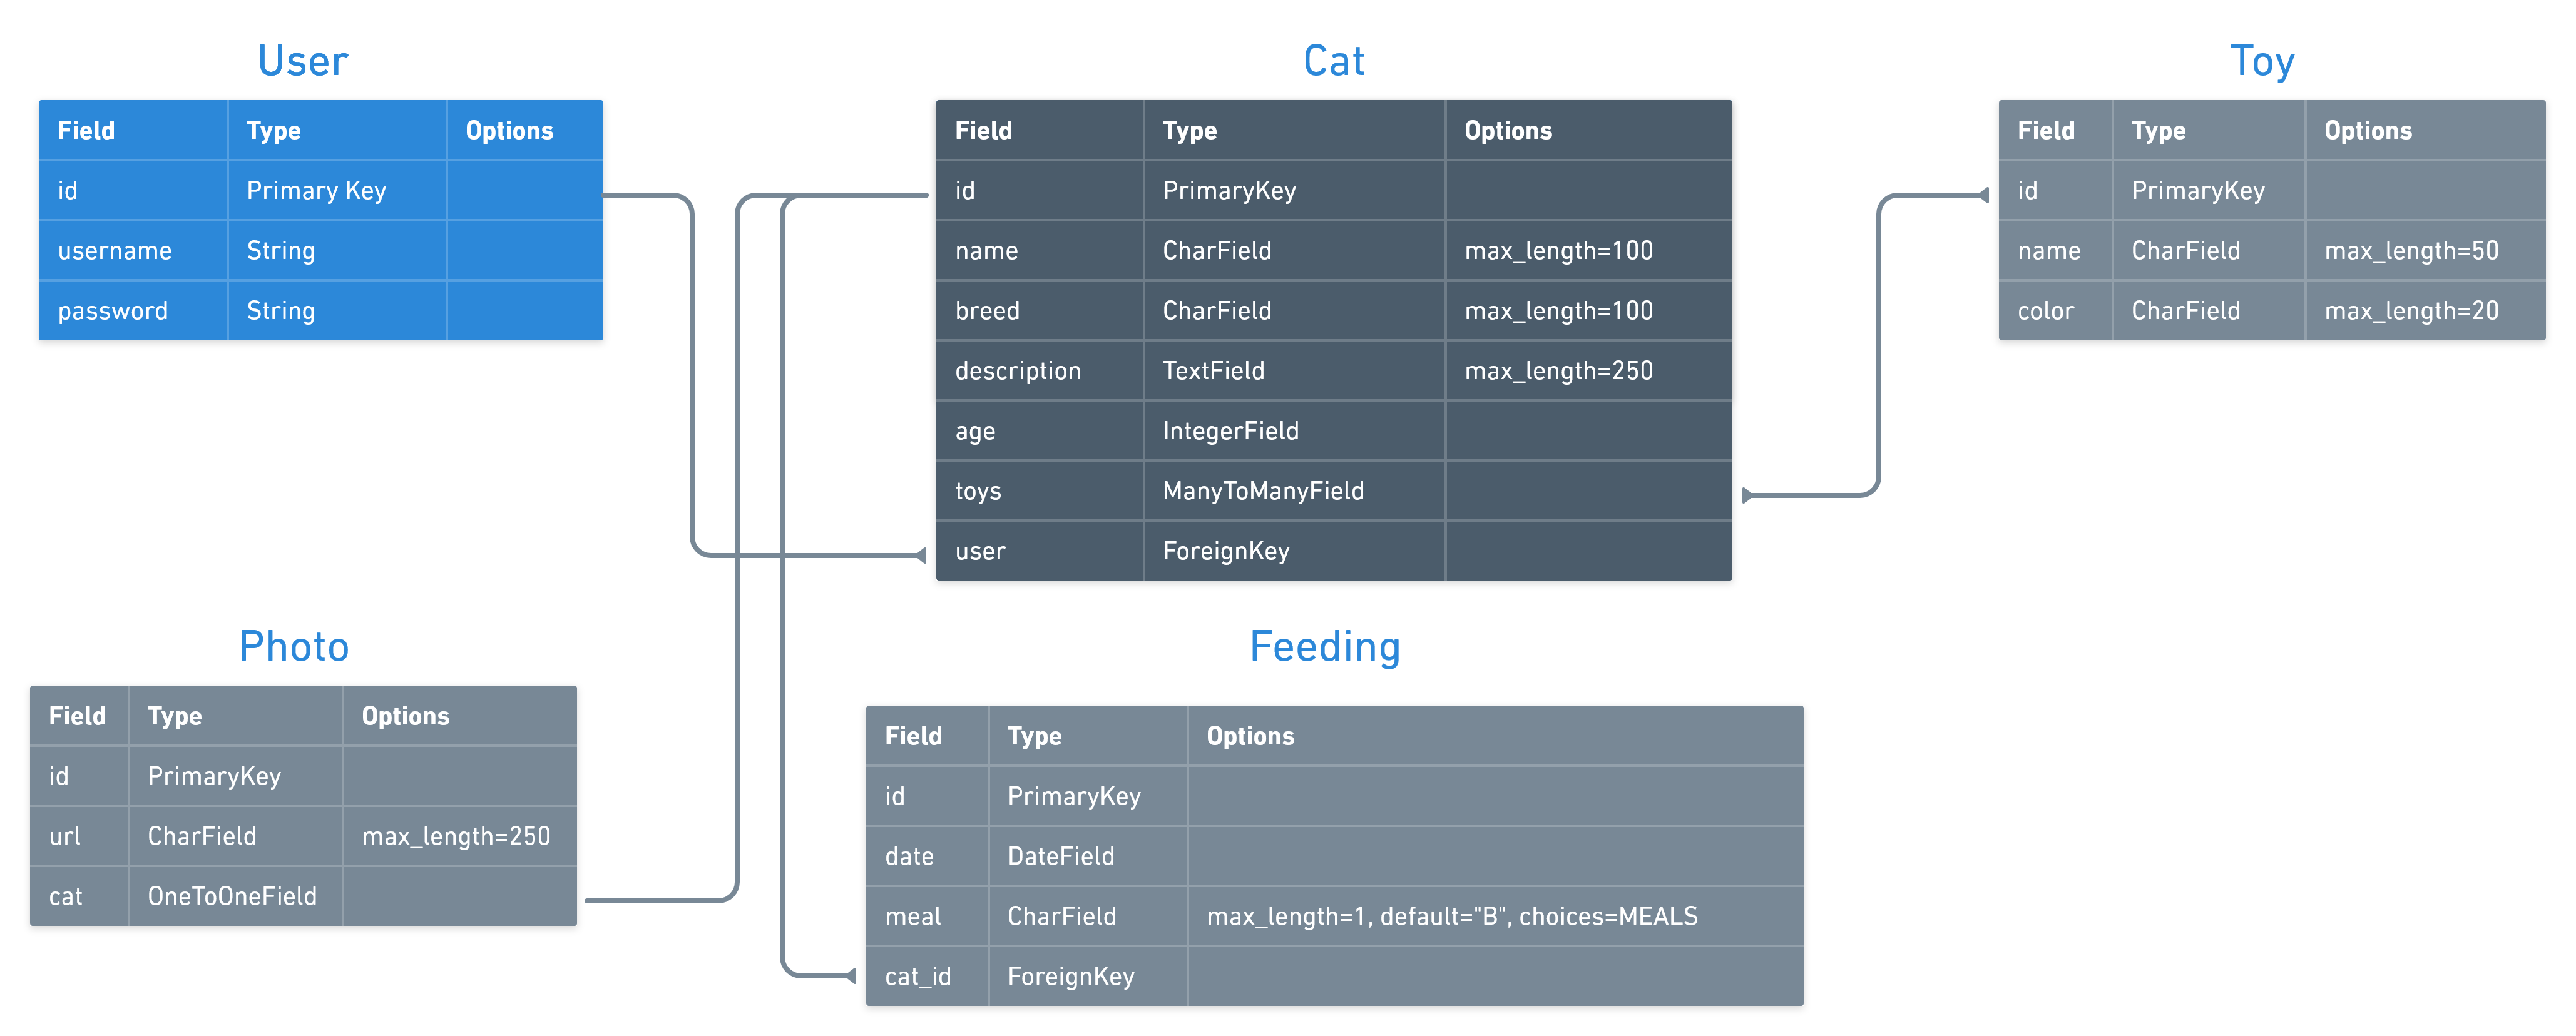 User
Field Type Options
id Primary Key
username String
password String
Cat
Field Type Options
id PrimaryKey
name CharField max_length=100
breed CharField max_length=100
description TextField max_length=250
age IntegerField
toys ManyToManyField
user ForeignKey
Toy
Field Type Options
id PrimaryKey
name CharField max_length=50
color CharField max_length=20
Photo
Field Type Options
id PrimaryKey
url CharField max_length=250
cat OneToOneField
Feeding
Field Type Options
id PrimaryKey
date DateField
meal CharField max_length=1, default="B", choices=MEALS
cat_id ForeignKey